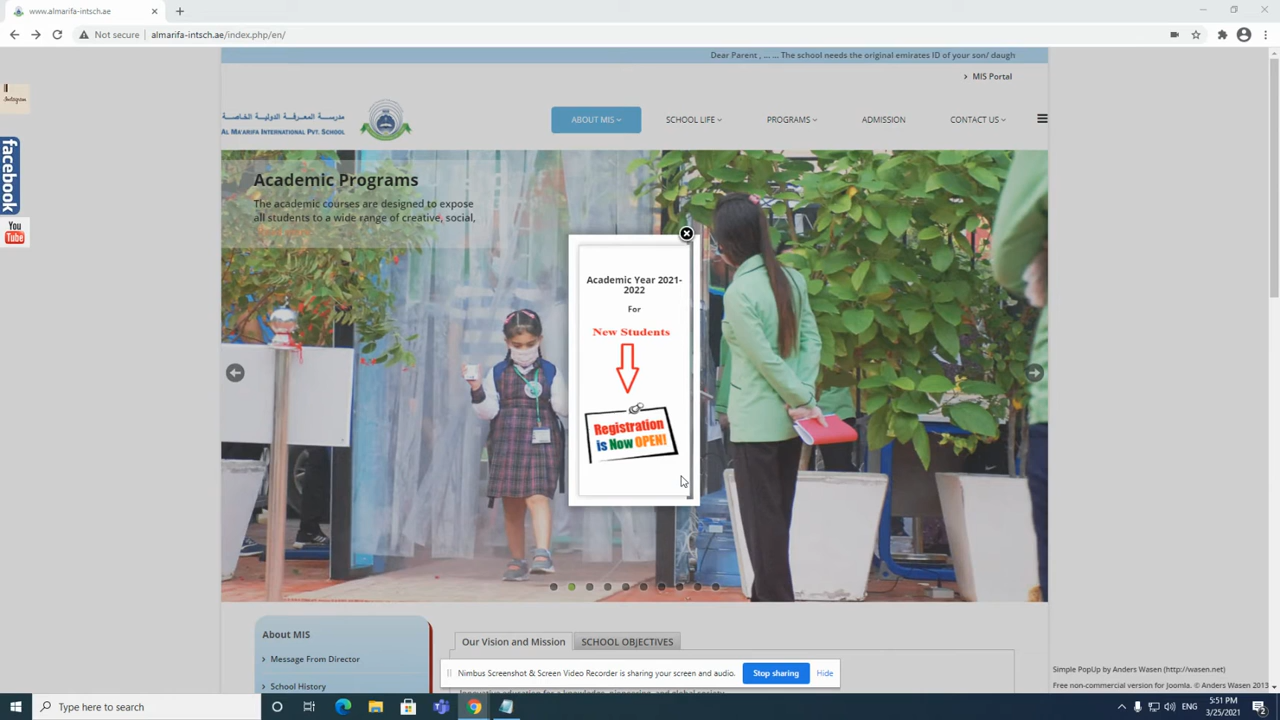 www.almarifa-intsch.ae
Not secure
almarifa-intsch.ae/index.php/en/
Dear Parent , ... ... The school needs the original emirates ID of your son/ daugh
MIS Portal
مدرسة المعرفة الدولية الخاصة
AL MA'ARIFA INTERNATIONAL PVT. SCHOOL
ABOUT MIS
SCHOOL LIFE
PROGRAMS
ADMISSION
CONTACT US
Instagram
facebook
You
Tube
Academic Programs
The academic courses are designed to expose
all students to a wide range of creative, social,
Academic Year 2021-
2022
For
New Students
Registration
is Now OPEN!
About MIS
Message From Director
School History
Our Vision and Mission
SCHOOL OBJECTIVES
Nimbus Screenshot & Screen Video Recorder is sharing your screen and audio.
Stop sharing
Hide
Simple PopUp by Anders Wasen (http://wasen.net)
Free non-commercial version for Joomla. © Anders Wasen 2013
Type here to search
ENG
5:51 PM
3/25/2021
2